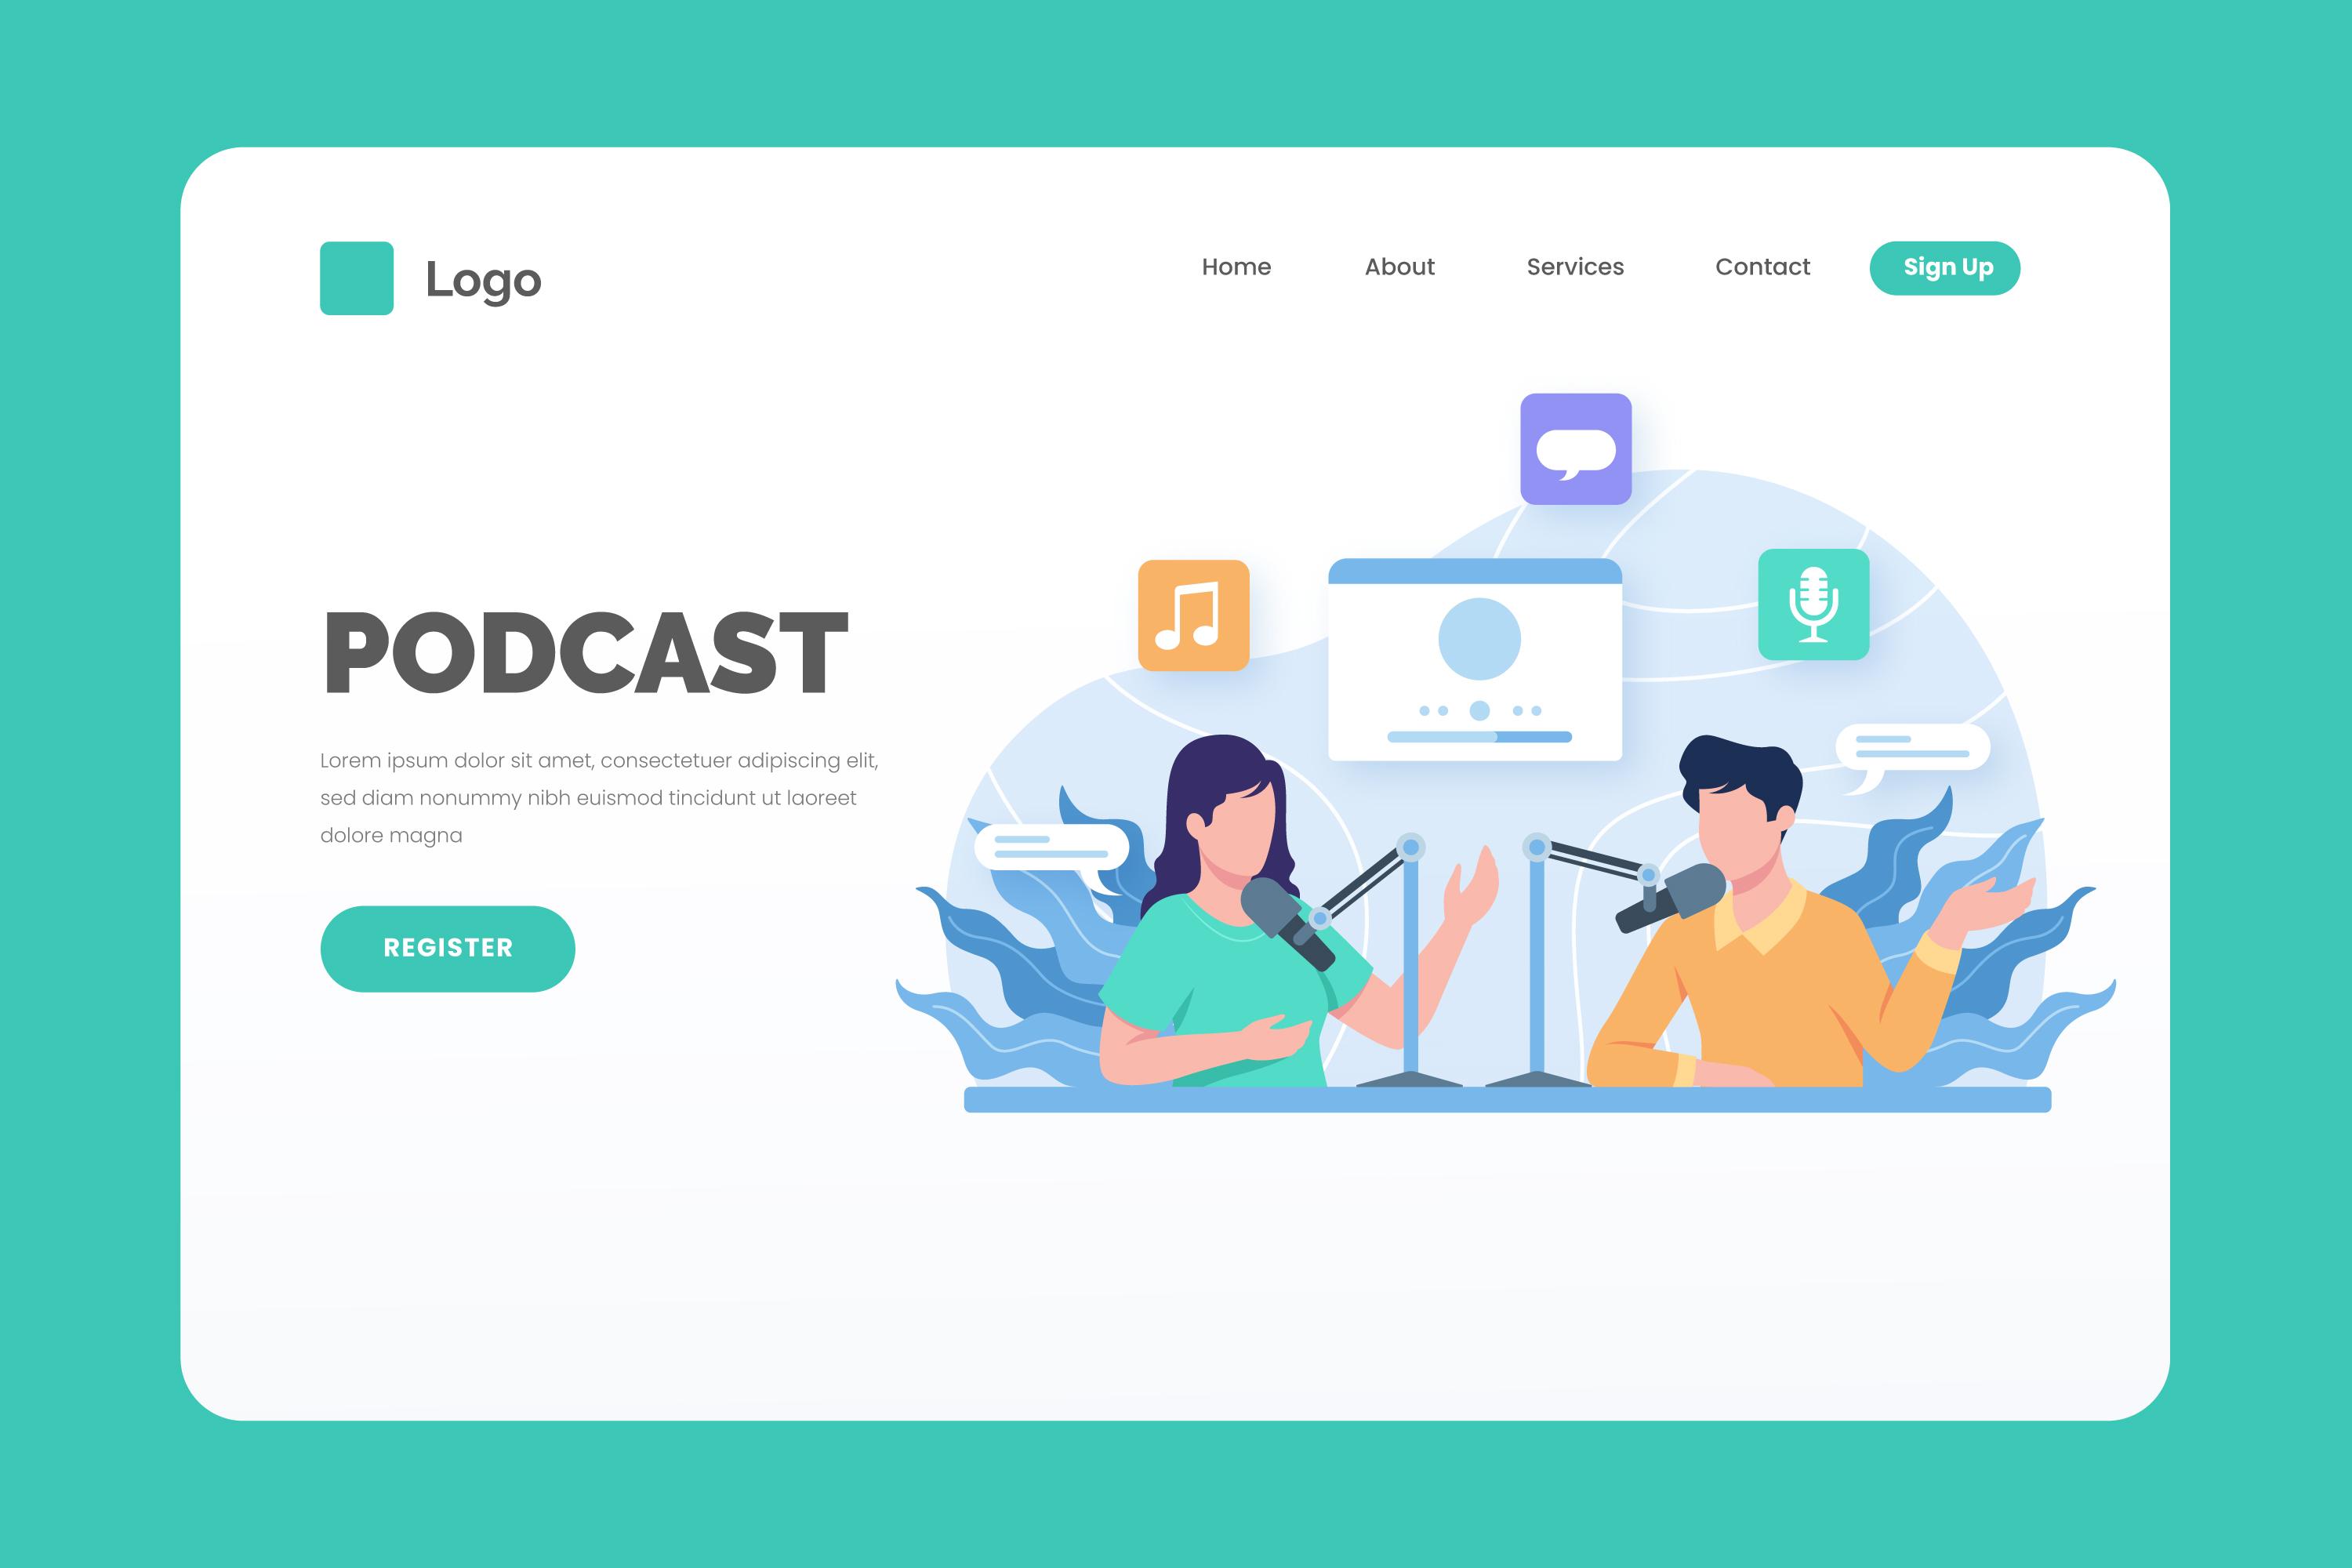 Logo
Home
About
Services
Contact
Sign Up
PODCAST
Lorem ipsum dolor sit amet, consectetuer adipiscing elit,
sed diam nonummy nibh euismod tincidunt ut laoreet
dolore magna
REGISTER